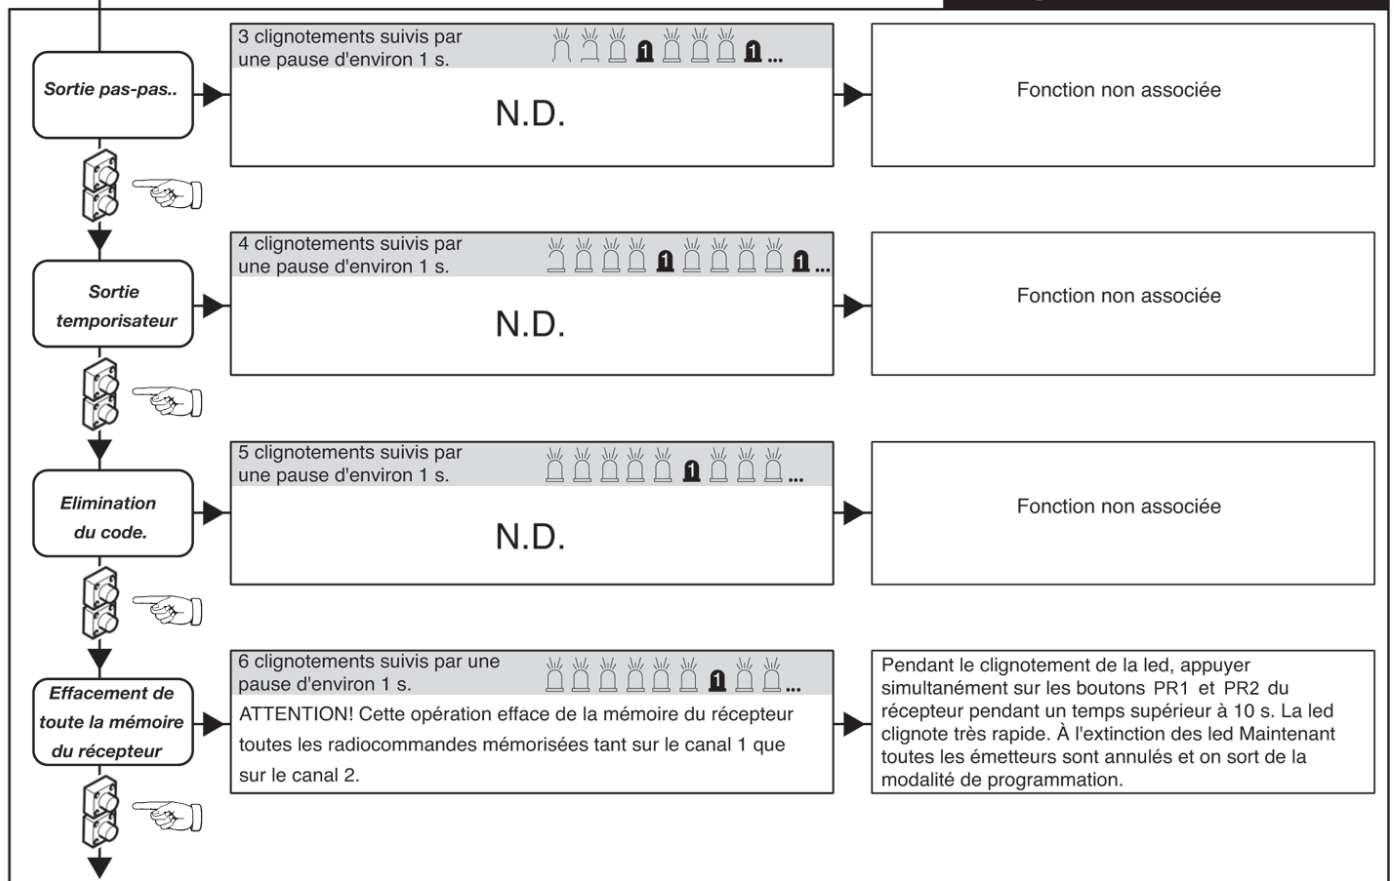 Sortie pas-pas..
3 clignotements suivis par
une pause d'environ 1 s.
1
1
...
N.D.
Fonction non associée
Sortie
temporisateur
4 clignotements suivis par
une pause d'environ 1 s.
1
1
...
N.D.
Fonction non associée
Elimination
du code.
5 clignotements suivis par
une pause d'environ 1 s.
1
...
N.D.
Fonction non associée
Effacement de
toute la mémoire
du récepteur
6 clignotements suivis par une
pause d'environ 1 s.
1
...
ATTENTION! Cette opération efface de la mémoire du récepteur
toutes les radiocommandes mémorisées tant sur le canal 1 que
sur le canal 2.
Pendant le clignotement de la led, appuyer
simultanément sur les boutons PR1 et PR2 du
récepteur pendant un temps supérieur à 10 s. La led
clignote très rapide. À l'extinction des led Maintenant
toutes les émetteurs sont annulés et on sort de la
modalité de programmation.